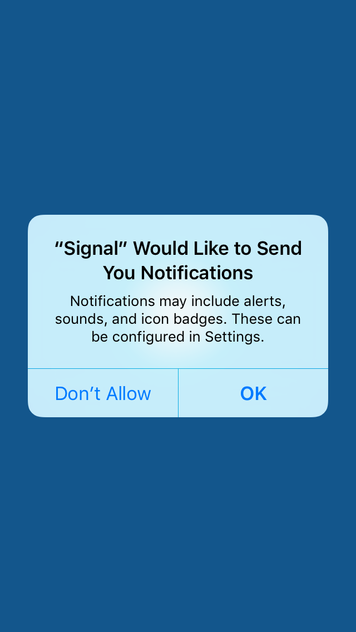 “Signal” Would Like to Send
You Notifications
Notifications may include alerts,
sounds, and icon badges. These can
be configured in Settings.
Don’t Allow
OK